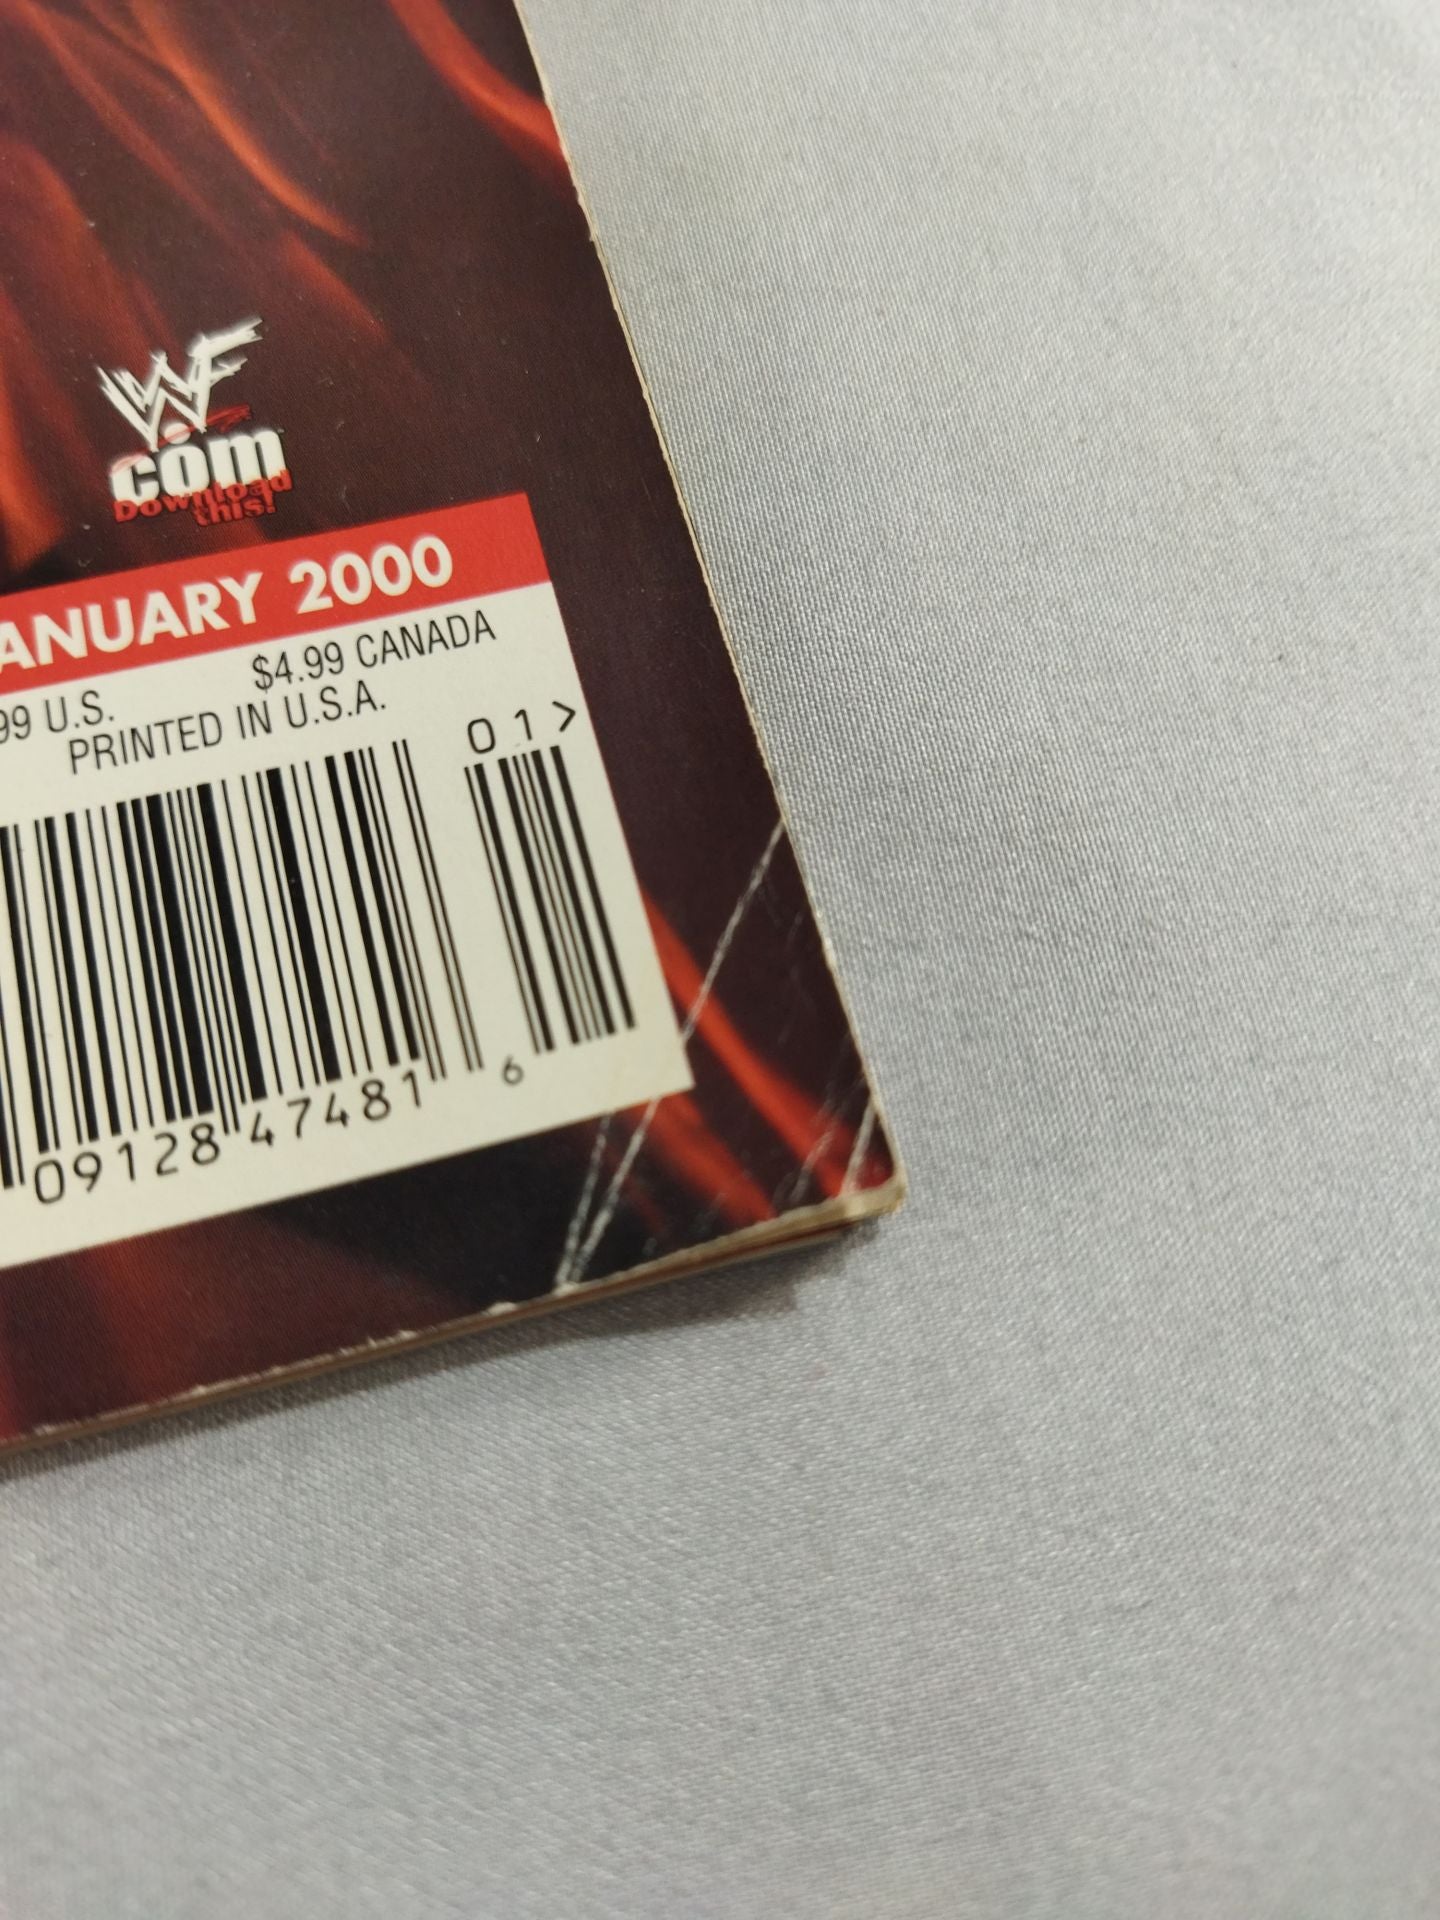 WF
.com
Download
this!
ANUARY 2000
99 U.S. $4.99 CANADA
PRINTED IN U.S.A.
01>
09128 47481 6